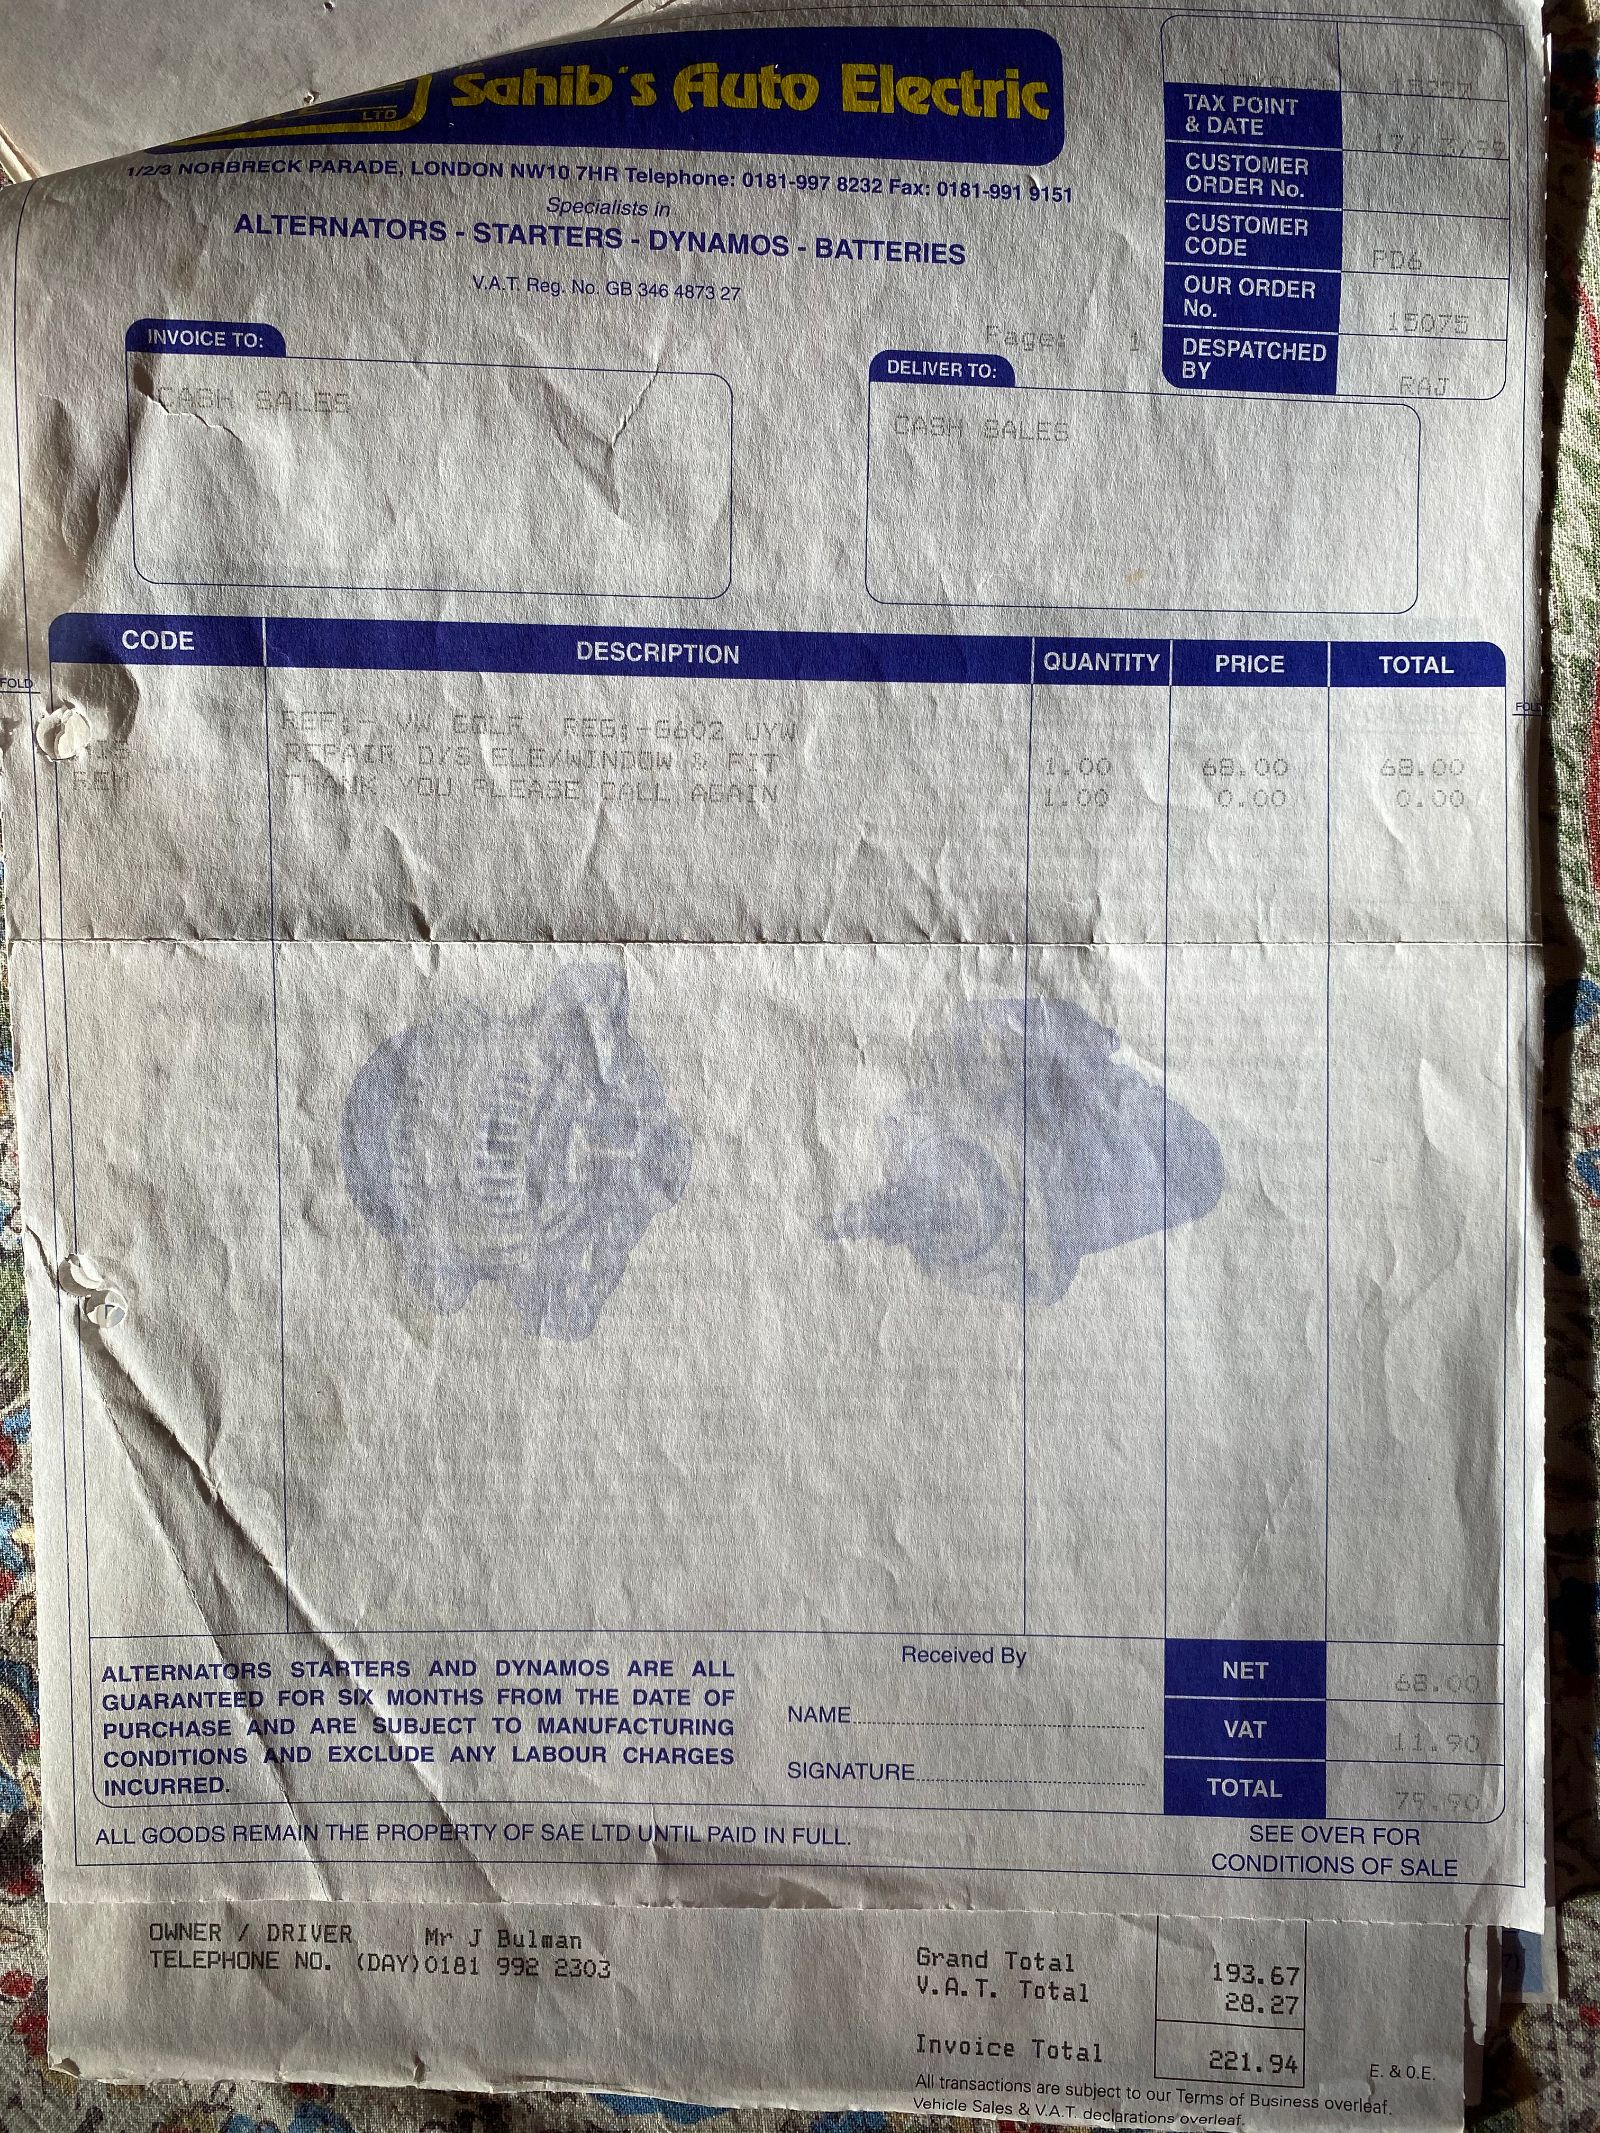 LTD
Sahib's Auto Electric
1/2/3 NORBRECK PARADE, LONDON NW10 7HR Telephone: 0181-997 8232 Fax: 0181-991 9151
Specialists in
ALTERNATORS - STARTERS - DYNAMOS - BATTERIES
V.A.T. Reg. No. GB 346 4873 27
TAX POINT
& DATE
CUSTOMER
ORDER No.
CUSTOMER
CODE PD6
OUR ORDER
No. 15075
DESPATCHED
BY RAJ
Page: 1
INVOICE TO:
CASH SALES
DELIVER TO:
CASH SALES
CODE DESCRIPTION QUANTITY PRICE TOTAL
FOLD
FOLD
REF;- VW GOLF REG;-G602 UYW
REPAIR D/S ELE/WINDOW & FIT 1.00 68.00 68.00
REM THANK YOU PLEASE CALL AGAIN 1.00 0.00 0.00
ALTERNATORS STARTERS AND DYNAMOS ARE ALL
GUARANTEED FOR SIX MONTHS FROM THE DATE OF
PURCHASE AND ARE SUBJECT TO MANUFACTURING
CONDITIONS AND EXCLUDE ANY LABOUR CHARGES
INCURRED.
Received By
NAME
SIGNATURE
NET 68.00
VAT 11.90
TOTAL 79.90
ALL GOODS REMAIN THE PROPERTY OF SAE LTD UNTIL PAID IN FULL.
SEE OVER FOR
CONDITIONS OF SALE
OWNER / DRIVER Mr J Bulman
TELEPHONE NO. (DAY)0181 992 2303
Grand Total 193.67
V.A.T. Total 28.27
Invoice Total 221.94
E. & O.E.
All transactions are subject to our Terms of Business overleaf.
Vehicle Sales & V.A.T. declarations overleaf.